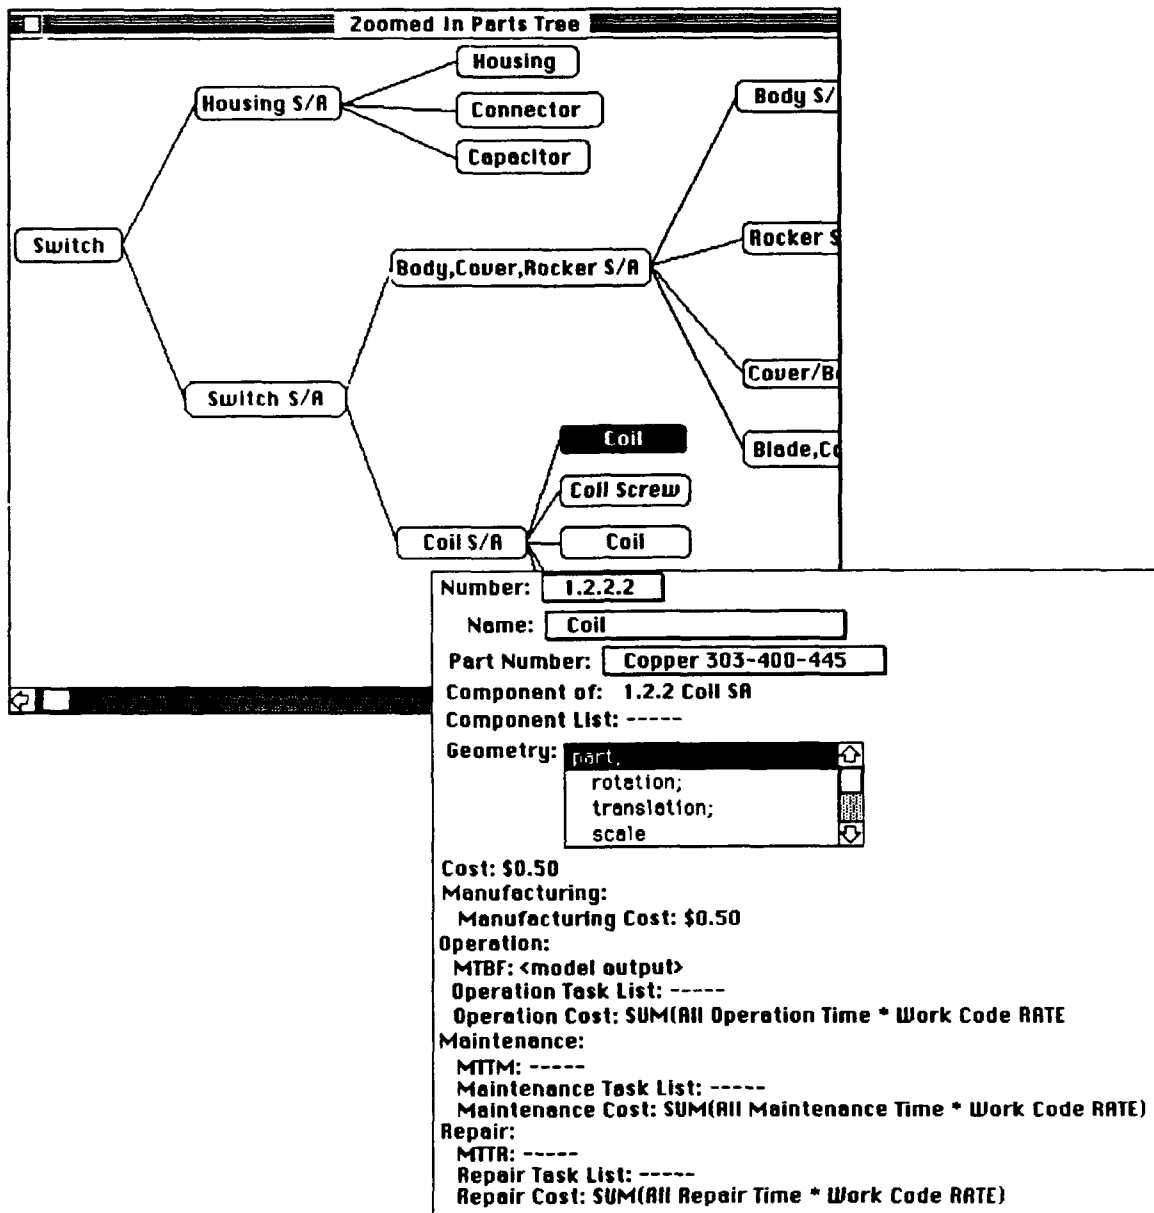 Zoomed In Parts Tree
Housing
Housing S/A
Connector
Capacitor
Body S/
Switch
Body,Cover,Rocker S/A
Rocker S
Switch S/A
Cover/B
Coil
Blade,C
Coil Screw
Coil S/A
Coil
Number: 1.2.2.2
Name: Coil
Part Number: Copper 303-400-445
Component of: 1.2.2 Coil SA
Component List: -----
Geometry: part;
rotation;
translation;
scale
Cost: $0.50
Manufacturing:
Manufacturing Cost: $0.50
Operation:
MTBF: <model output>
Operation Task List: -----
Operation Cost: SUM(All Operation Time * Work Code RATE
Maintenance:
MTTM: -----
Maintenance Task List: -----
Maintenance Cost: SUM(All Maintenance Time * Work Code RATE)
Repair:
MTTR: -----
Repair Task List: -----
Repair Cost: SUM(All Repair Time * Work Code RATE)